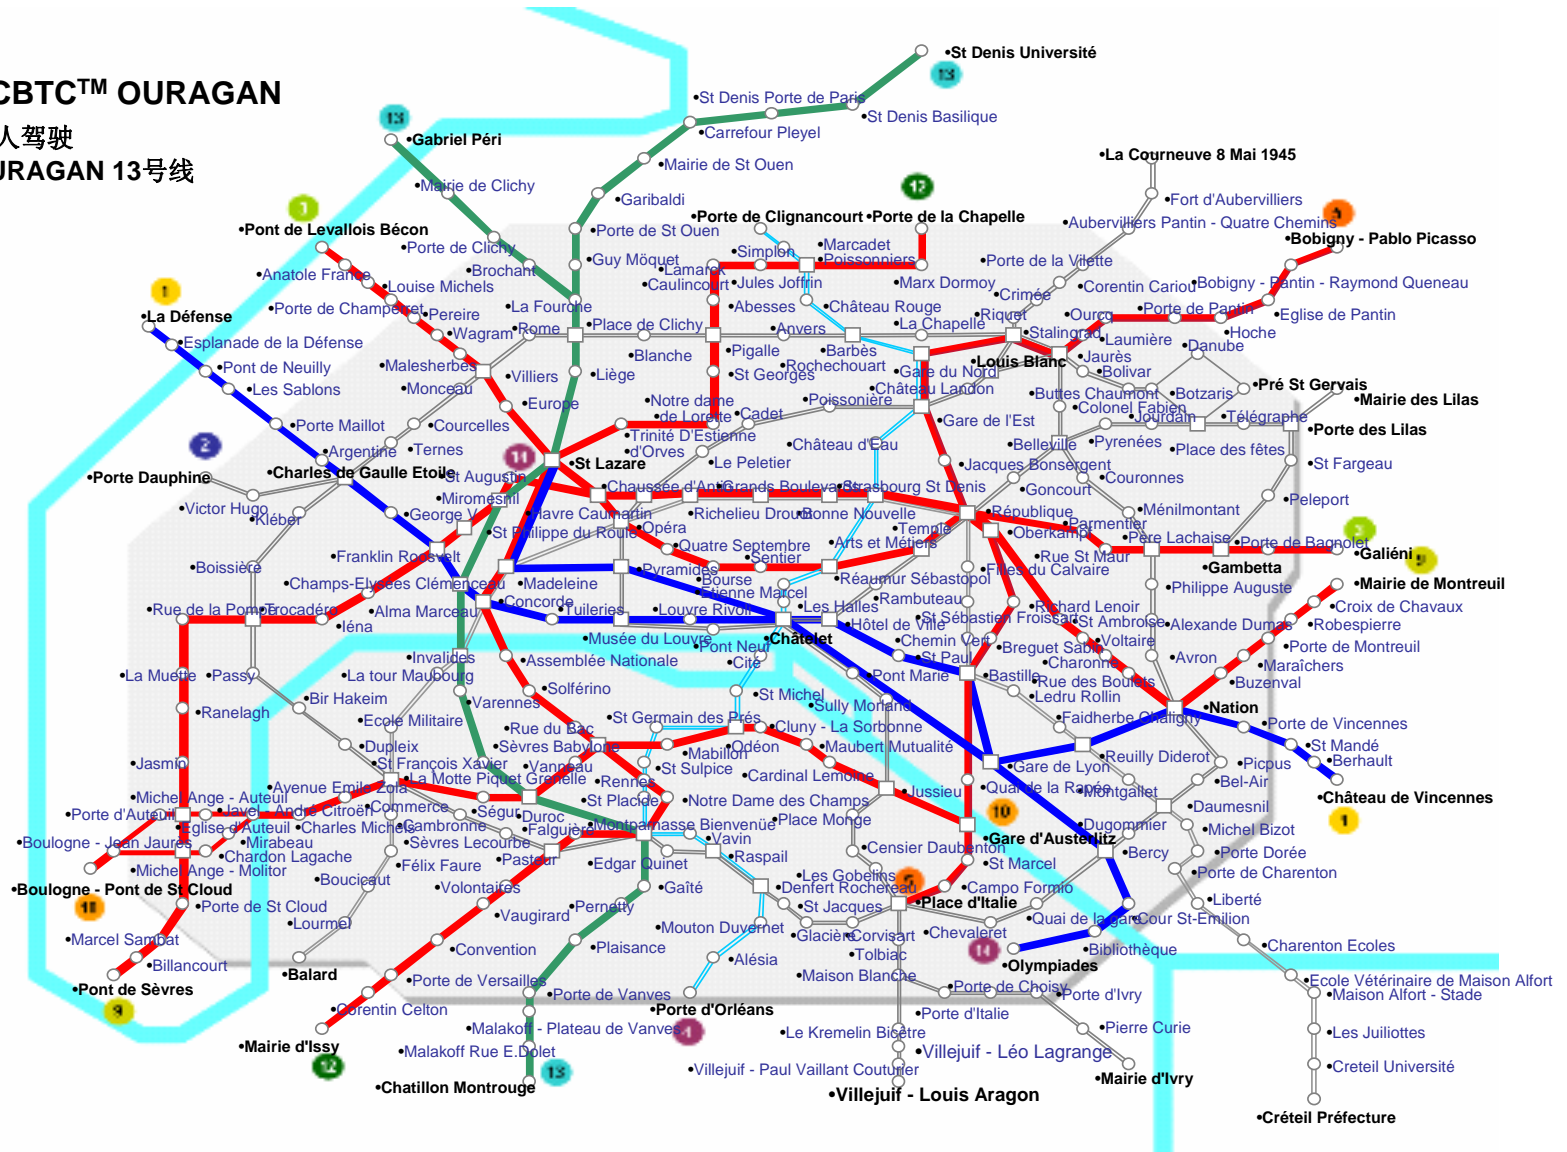 CBTC™ OURAGAN
人驾驶
URAGAN 13号线
•St Denis Université
13
•St Denis Porte de Paris
•St Denis Basilique
13
•Gabriel Péri
•Carrefour Pleyel
•La Courneuve 8 Mai 1945
•Mairie de St Ouen
•Mairie de Clichy
•Garibaldi
•Fort d'Aubervilliers
•Pont de Levallois Bécon
•Porte de Clignancourt
•Porte de la Chapelle
•Aubervilliers Pantin - Quatre Chemins
•Porte de St Ouen
•Bobigny - Pablo Picasso
•Porte de Clichy
•Simplon
•Marcadet
Poissonniers
•Guy Môquet
•Porte de la Vilette
•Anatole France
•Brochant
•Lamarck
Caulincourt
•Jules Joffrin
•Marx Dormoy
•Corentin Cariou
•Bobigny - Pantin - Raymond Queneau
•Louise Michels
•Crimée
•Porte de Champerret
•La Fourche
•Abesses
•Château Rouge
•Porte de Pantin
•Eglise de Pantin
•La Défense
•Pereire
•Riquet
•Ourcq
•Wagram
•Rome
•Place de Clichy
•Anvers
•La Chapelle
•Stalingrad
•Hoche
•Esplanade de la Défense
•Laumière
•Danube
•Blanche
•Pigalle
•Barbès
Rochechouart
•Louis Blanc
•Jaurès
•Pont de Neuilly
•Malesherbes
•Villiers
•Liège
•St Georges
•Gare du Nord
•Bolivar
•Les Sablons
•Monceau
•Château Landon
•Buttes Chaumont
•Botzaris
•Pré St Gervais
•Mairie des Lilas
•Europe
•Notre dame
de Lorette
•Cadet
•Poissonière
•Colonel Fabien
•Jourdain
•Télégraphe
•Porte Maillot
•Courcelles
•Gare de l'Est
•Porte des Lilas
•Trinité D'Estienne
d'Orves
•Château d'Eau
•Belleville
•Pyrenées
•Place des fêtes
2
•Argentine
•Ternes
•Le Peletier
•St Fargeau
•Porte Dauphine
•Charles de Gaulle Etoile
•St Augustin
•St Lazare
•Jacques Bonsergent
•Couronnes
•Chaussée d'Antin
•Grands Boulevards
•Strasbourg St Denis
•Goncourt
•Peleport
•Victor Hugo
•Kléber
•George V
•Miromesnil
•Havre Caumartin
•Richelieu Drouot
•Bonne Nouvelle
•République
•Ménilmontant
•Opéra
•Temple
•Oberkampf
•Parmentier
•St Philippe du Roule
•Quatre Septembre
•Arts et Métiers
•Père Lachaise
•Porte de Bagnolet
•Galiéni
•Franklin Roosvelt
•Sentier
•Rue St Maur
•Gambetta
•Boissière
•Pyramides
•Bourse
•Réaumur Sébastopol
•Filles du Calvaire
•Champs-Elysées Clémenceau
•Madeleine
•Etienne Marcel
•Philippe Auguste
•Mairie de Montreuil
•Rue de la Pompe
•Trocadéro
•Alma Marceau
•Concorde
•Tuileries
•Louvre Rivoli
•Les Halles
•Rambuteau
•Richard Lenoir
•Croix de Chavaux
•Iéna
•Hôtel de Ville
•St Sébastien Froissart
•St Ambroise
•Alexande Dumas
•Robespierre
•Musée du Louvre
•Pont Neuf
•Châtelet
•Chemin Vert
•Breguet Sabin
•Voltaire
•Porte de Montreuil
•Invalides
•Assemblée Nationale
•Cité
•St Paul
•Charonne
•Avron
•Maraîchers
•La Muette
•Passy
•La tour Maubourg
•Pont Marie
•Bastille
•Rue des Boulets
•Buzenval
•Bir Hakeim
•Varennes
•Solférino
•St Michel
•Sully Morland
•Ledru Rollin
•Nation
•Ranelagh
•Ecole Militaire
•Rue du Bac
•St Germain des Prés
•Cluny - La Sorbonne
•Faidherbe Chaligny
•Porte de Vincennes
•Dupleix
•Sèvres Babylone
•Mabillon
•Odéon
•Maubert Mutualité
•St Mandé
•Jasmin
•St François Xavier
•Vanneau
•St Sulpice
•Gare de Lyon
•Reuilly Diderot
•Picpus
•Berhault
•La Motte Piquet Grenelle
•Rennes
•Cardinal Lemoine
•Jussieu
•Quai de la Rapée
•Montgallet
•Bel-Air
•Michel Ange - Auteuil
•Avenue Emile Zola
•St Placide
•Notre Dame des Champs
•Daumesnil
•Château de Vincennes
•Porte d'Auteuil
•Javel - André Citroën
•Commerce
•Ségur
•Duroc
•Place Monge
10
1
•Eglise d'Auteuil
•Charles Michels
•Cambronne
•Falguière
•Montparnasse Bienvenüe
•Dugommier
•Michel Bizot
•Boulogne - Jean Jaurès
•Mirabeau
•Sèvres Lecourbe
•Vavin
•Gare d'Austerlitz
•Chardon Lagache
•Félix Faure
•Pasteur
•Edgar Quinet
•Raspail
•Censier Daubenton
•St Marcel
•Bercy
•Porte Dorée
•Michel Ange - Molitor
•Boucicaut
•Volontaires
•Gaîté
•Denfert Rochereau
•Les Gobelins
•Campo Formio
•Porte de Charenton
•Boulogne - Pont de St Cloud
•Porte de St Cloud
•Vaugirard
•Pernetty
•St Jacques
•Place d'Italie
•Liberté
•Lourmel
•Mouton Duvernet
•Glacière
•Corvisart
•Chevaleret
•Quai de la gare
•Cour St-Emilion
•Marcel Sambat
•Convention
•Plaisance
•Alésia
•Tolbiac
14
•Bibliothèque
•Charenton Ecoles
•Billancourt
•Balard
•Maison Blanche
•Olympiades
•Pont de Sèvres
•Porte de Versailles
•Porte de Vanves
•Porte de Choisy
•Porte d'Ivry
•Ecole Vétérinaire de Maison Alfort
•Maison Alfort - Stade
9
•Corentin Celton
•Porte d'Orléans
•Porte d'Italie
•Malakoff - Plateau de Vanves
4
•Le Kremelin Bicêtre
•Pierre Curie
•Les Juiliottes
•Mairie d'Issy
•Malakoff Rue E.Dolet
•Villejuif - Léo Lagrange
12
13
•Villejuif - Paul Vaillant Couturier
•Mairie d'Ivry
•Creteil Université
•Chatillon Montrouge
•Villejuif - Louis Aragon
•Créteil Préfecture